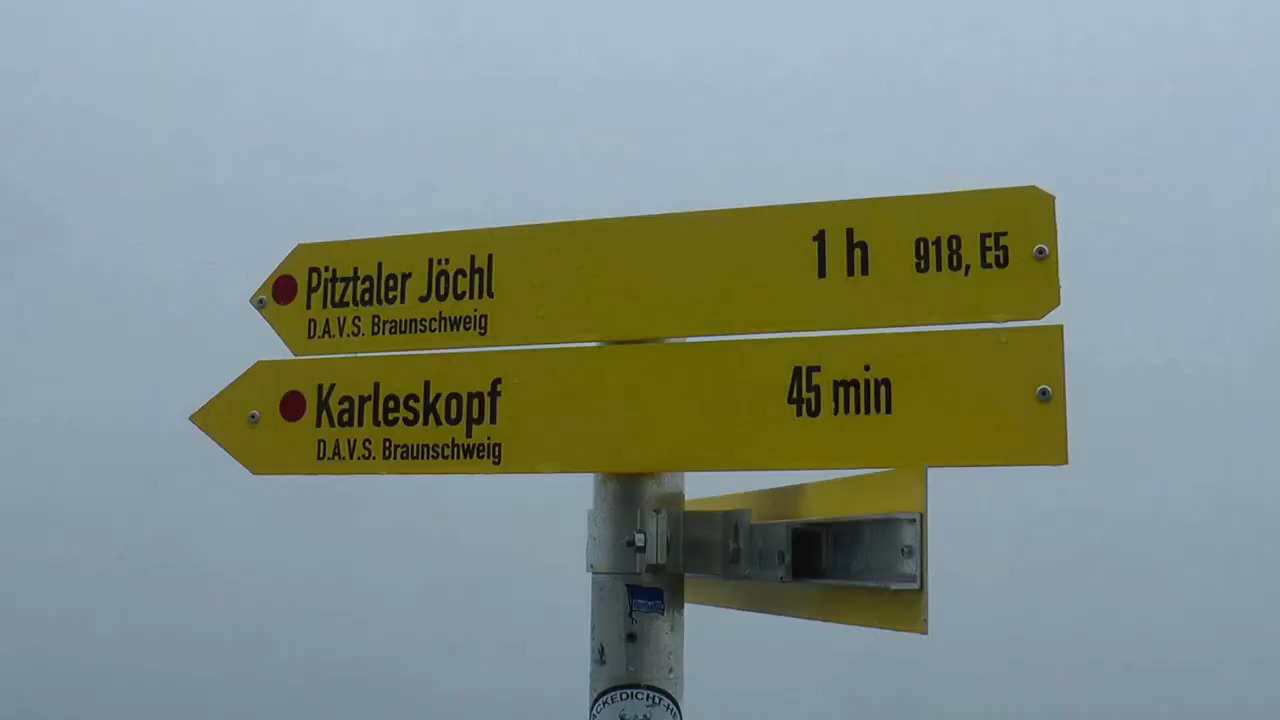 Pitztaler Jöchl 1 h 918, E5
D.A.V.S. Braunschweig
Karleskopf 45 min
D.A.V.S. Braunschweig